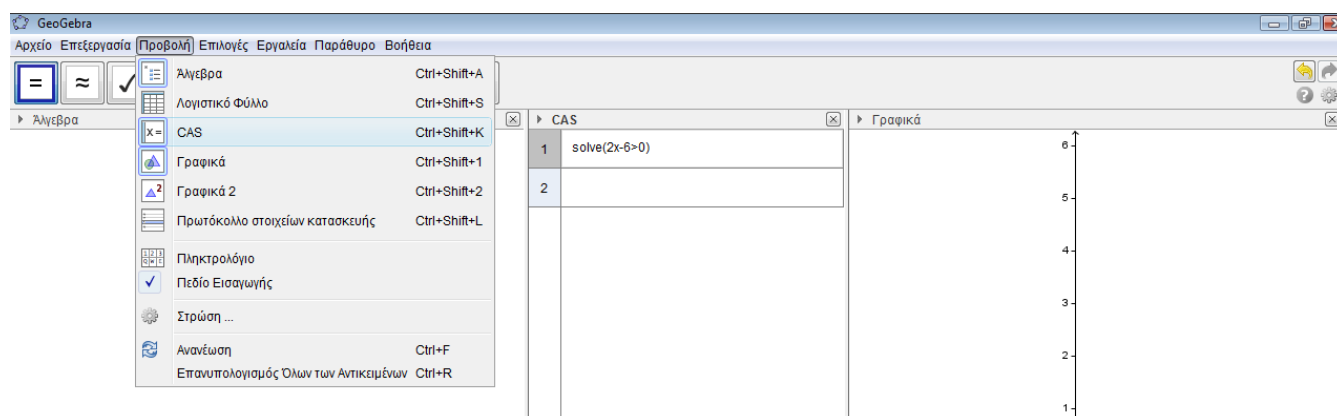 GeoGebra
Αρχείο Επεξεργασία Προβολή Επιλογές Εργαλεία Παράθυρο Βοήθεια
= ≈ ✓
Άλγεβρα
Άλγεβρα Ctrl+Shift+A
Λογιστικό Φύλλο Ctrl+Shift+S
x= CAS Ctrl+Shift+K
Γραφικά Ctrl+Shift+1
2 Γραφικά 2 Ctrl+Shift+2
Πρωτόκολλο στοιχείων κατασκευής Ctrl+Shift+L
Πληκτρολόγιο
Πεδίο Εισαγωγής
Στρώση ...
Ανανέωση Ctrl+F
Επανυπολογισμός Όλων των Αντικειμένων Ctrl+R
CAS
1 solve(2x-6>0)
2
Γραφικά
6
5
4
3
2
1